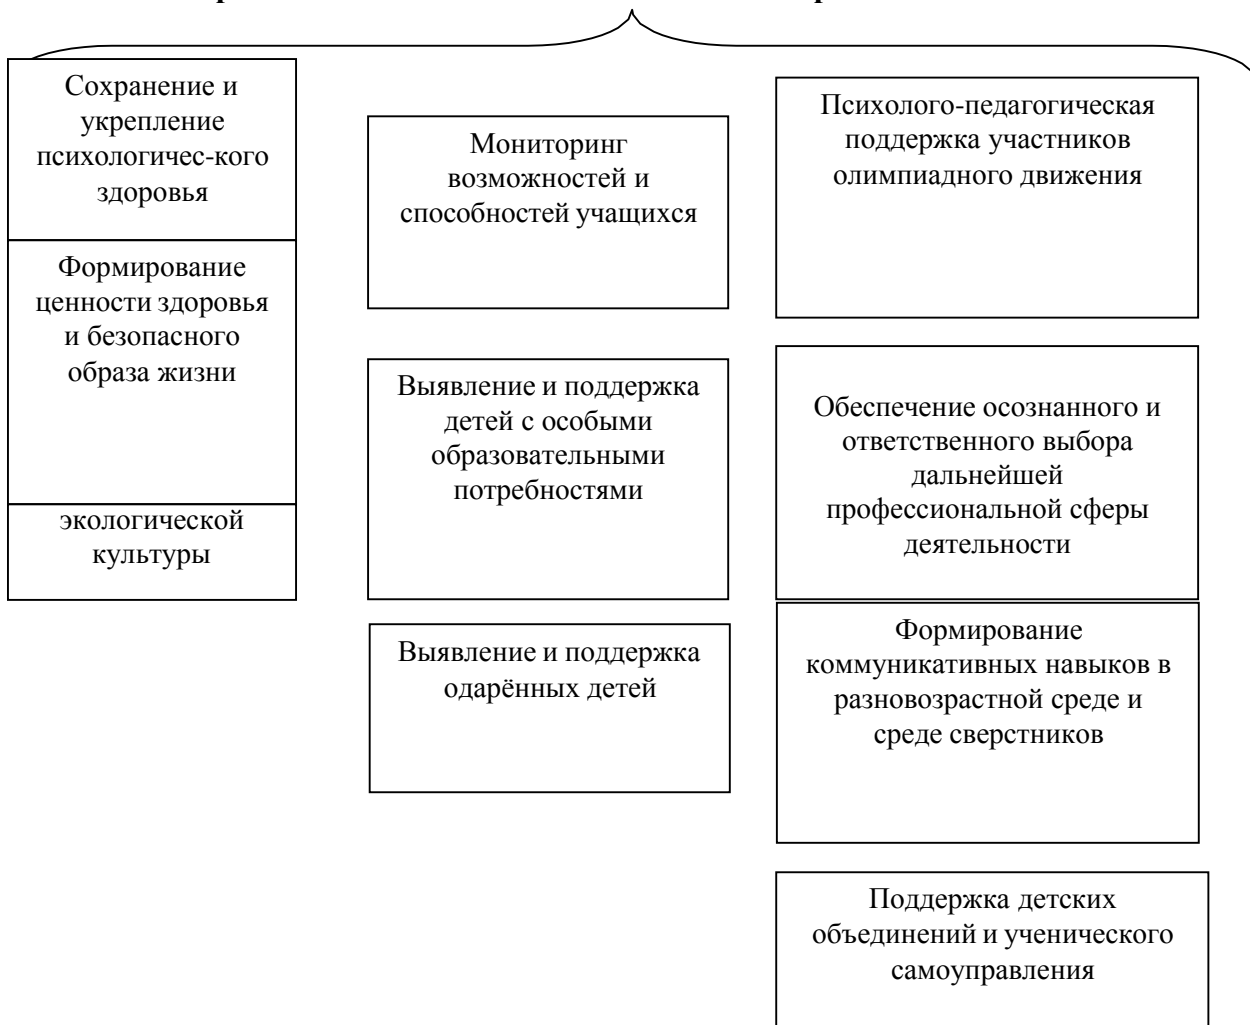 Сохранение и
укрепление
психологичес-кого
здоровья
Формирование
ценности здоровья
и безопасного
образа жизни
экологической
культуры
Мониторинг
возможностей и
способностей учащихся
Выявление и поддержка
детей с особыми
образовательными
потребностями
Выявление и поддержка
одарённых детей
Психолого-педагогическая
поддержка участников
олимпиадного движения
Обеспечение осознанного и
ответственного выбора
дальнейшей
профессиональной сферы
деятельности
Формирование
коммуникативных навыков в
разновозрастной среде и
среде сверстников
Поддержка детских
объединений и ученического
самоуправления